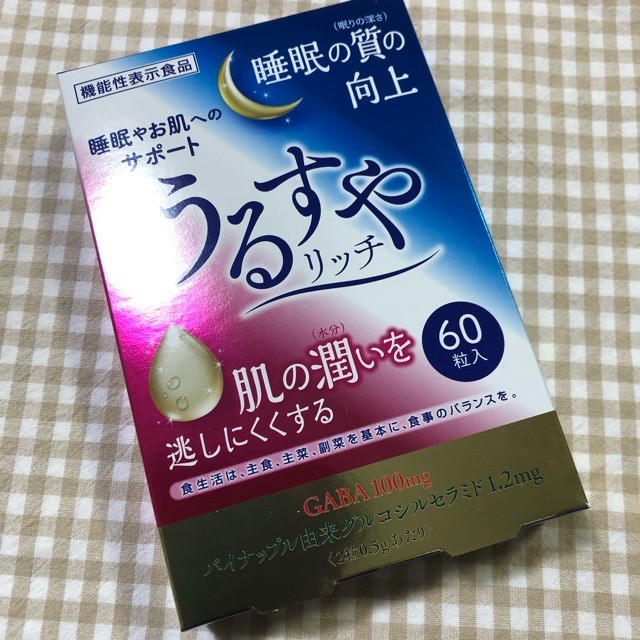 機能性表示食品
(眠りの深さ)
睡眠の質の
向上
睡眠やお肌への
サポート
うるすや
リッチ
(水分)
肌の潤いを
逃しにくくする
60
粒入
食生活は、主食、主菜、副菜を基本に、食事のバランスを。
GABA 100mg
パイナップル由来グルコシルセラミド1.2mg
〈2粒0.5gあたり〉